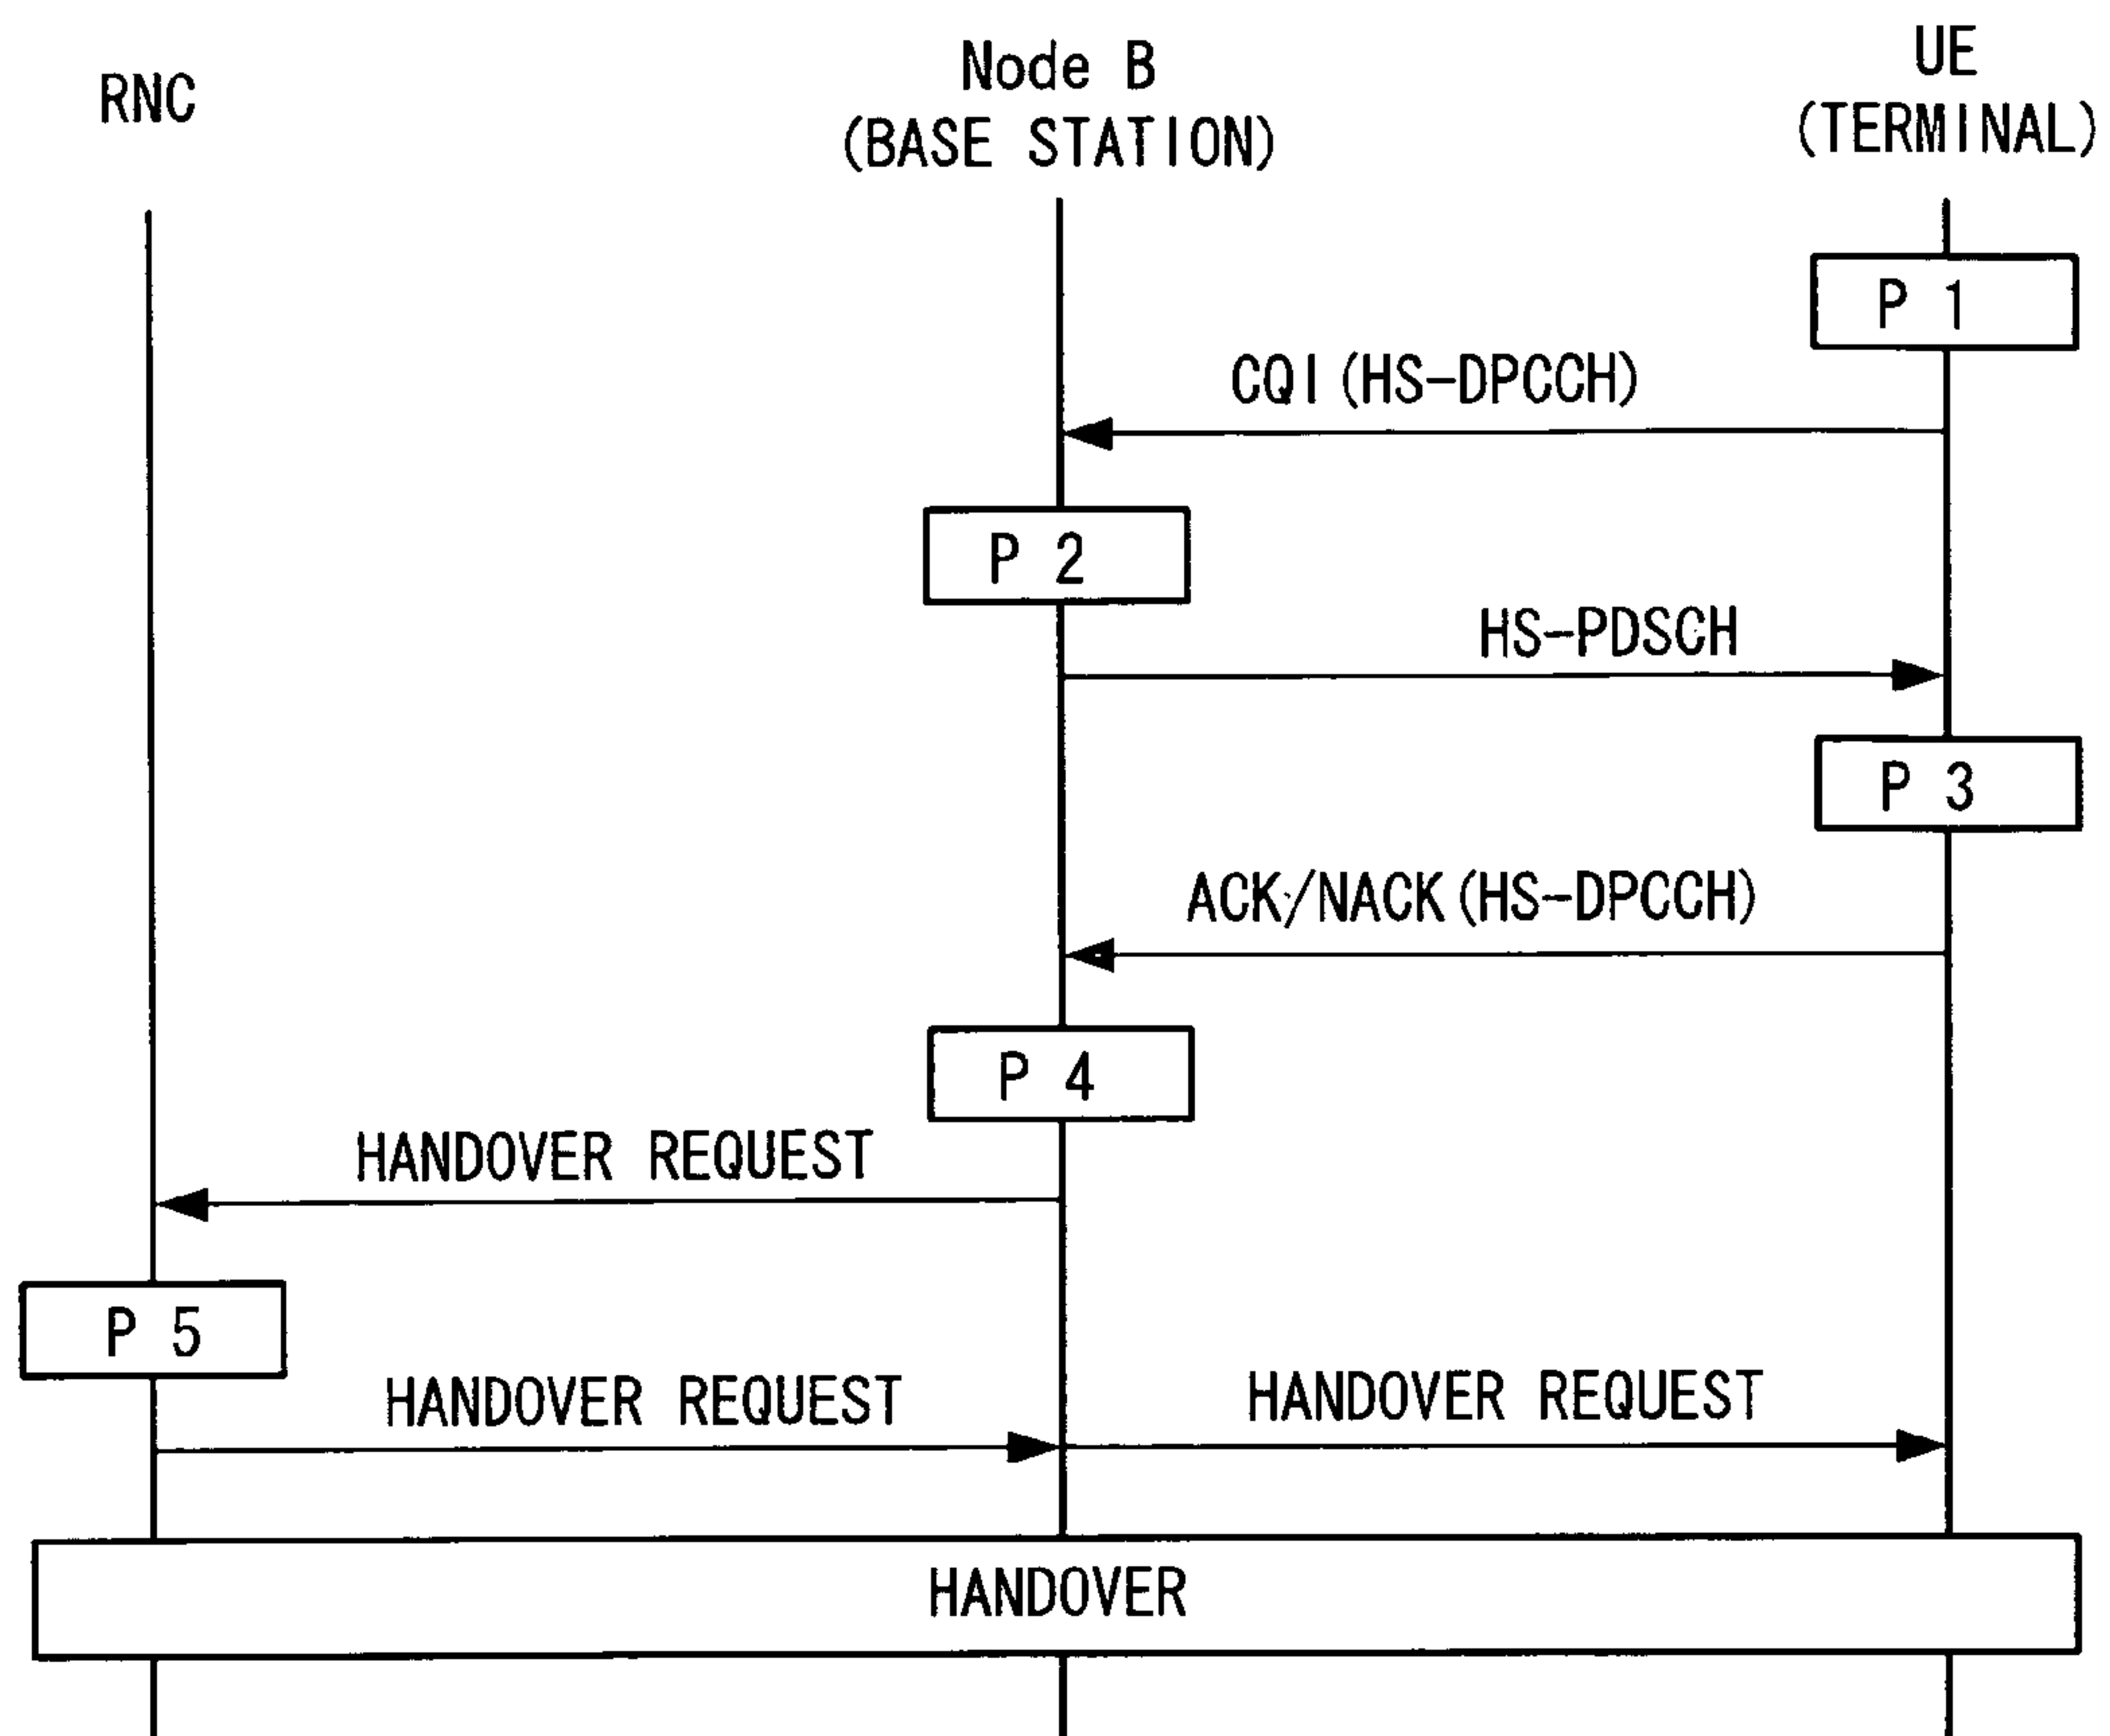 RNC
Node B
(BASE STATION)
UE
(TERMINAL)
P 1
CQI(HS-DPCCH)
P 2
HS-PDSCH
P 3
ACK/NACK(HS-DPCCH)
P 4
HANDOVER REQUEST
P 5
HANDOVER REQUEST
HANDOVER REQUEST
HANDOVER